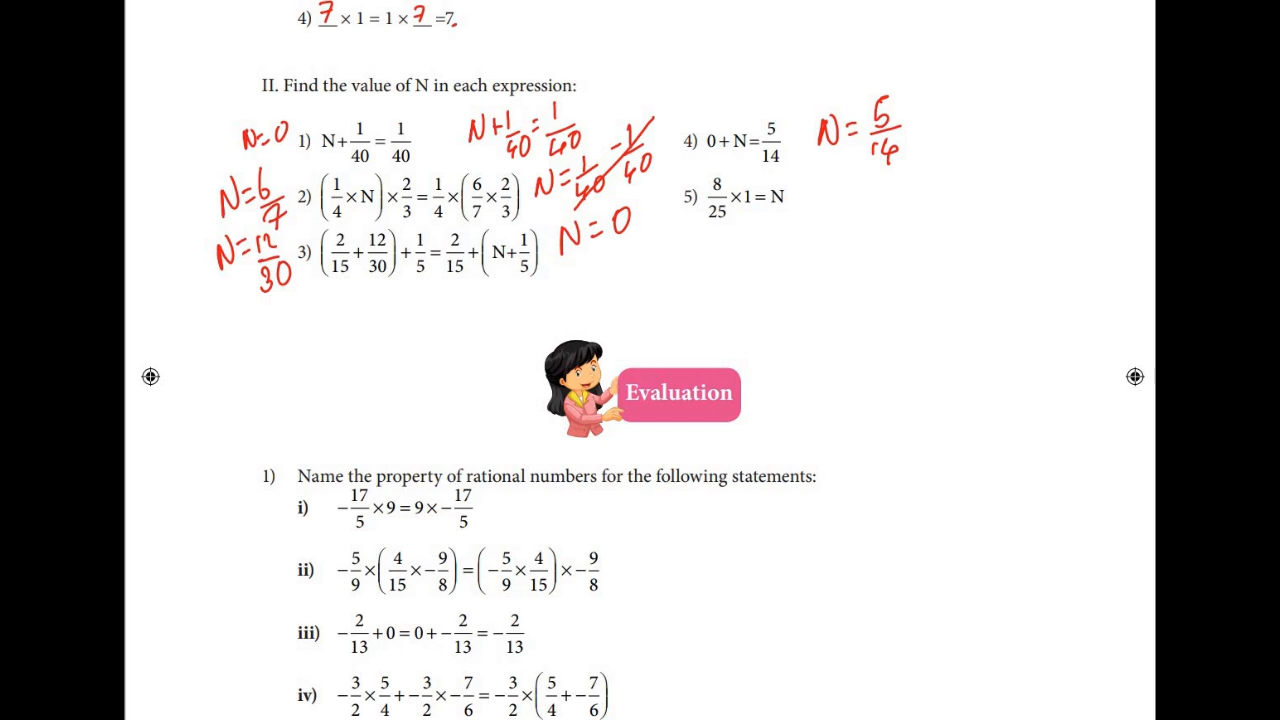 4) 7 × 1 = 1 × 7 =7.
II. Find the value of N in each expression:
N=0 1) N+1/40 = 1/40 N+1/40=1/40 4) 0+N=5/14 N=5/14
N=6/7 2) (1/4×N)×2/3=1/4×(6/7×2/3) N=1/40-1/40 5) 8/25×1=N
N=12/30 3) (2/15+12/30)+1/5=2/15+(N+1/5) N=0
Evaluation
1) Name the property of rational numbers for the following statements:
i) -17/5×9=9×-17/5
ii) -5/9×(4/15×-9/8)=(-5/9×4/15)×-9/8
iii) -2/13+0=0+-2/13=-2/13
iv) -3/2×5/4+-3/2×-7/6=-3/2×(5/4+-7/6)